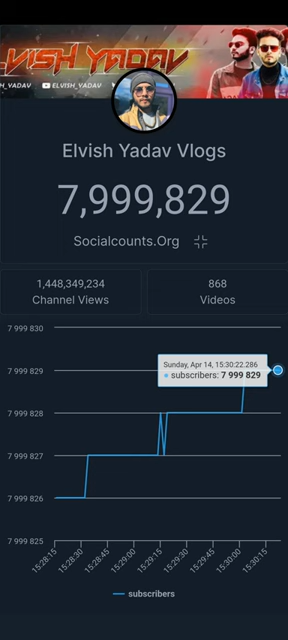 VISH YADAV
H_YADAV
ELVISH_YADAV
Elvish Yadav Vlogs
7,999,829
Socialcounts.Org
1,448,349,234
Channel Views
868
Videos
7 999 830
7 999 829
7 999 828
7 999 827
7 999 826
7 999 825
Sunday, Apr 14, 15:30:22.286
subscribers: 7 999 829
15:28:15
15:28:30
15:28:45
15:29:00
15:29:15
15:29:30
15:29:45
15:30:00
15:30:15
subscribers